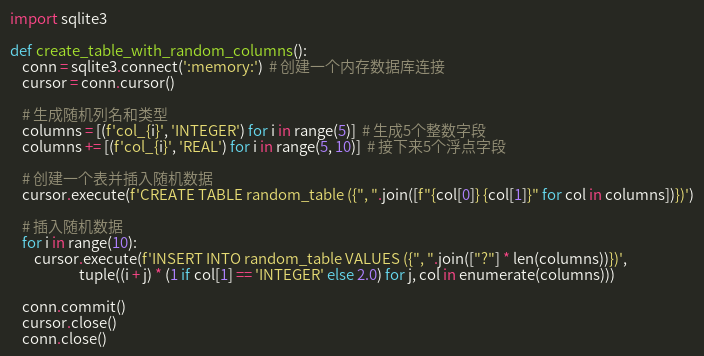 import sqlite3
def create_table_with_random_columns():
    conn = sqlite3.connect(':memory:')  # 创建一个内存数据库连接
    cursor = conn.cursor()
    # 生成随机列名和类型
    columns = [(f'col_{i}', 'INTEGER') for i in range(5)]  # 生成5个整数字段
    columns += [(f'col_{i}', 'REAL') for i in range(5, 10)]  # 接下来5个浮点字段
    # 创建一个表并插入随机数据
    cursor.execute(f'CREATE TABLE random_table ({", ".join([f"{col[0]} {col[1]}" for col in columns])})')
    # 插入随机数据
    for i in range(10):
        cursor.execute(f'INSERT INTO random_table VALUES ({", ".join(["?"] * len(columns))})',
                       tuple((i + j) * (1 if col[1] == 'INTEGER' else 2.0) for j, col in enumerate(columns)))
    conn.commit()
    cursor.close()
    conn.close()